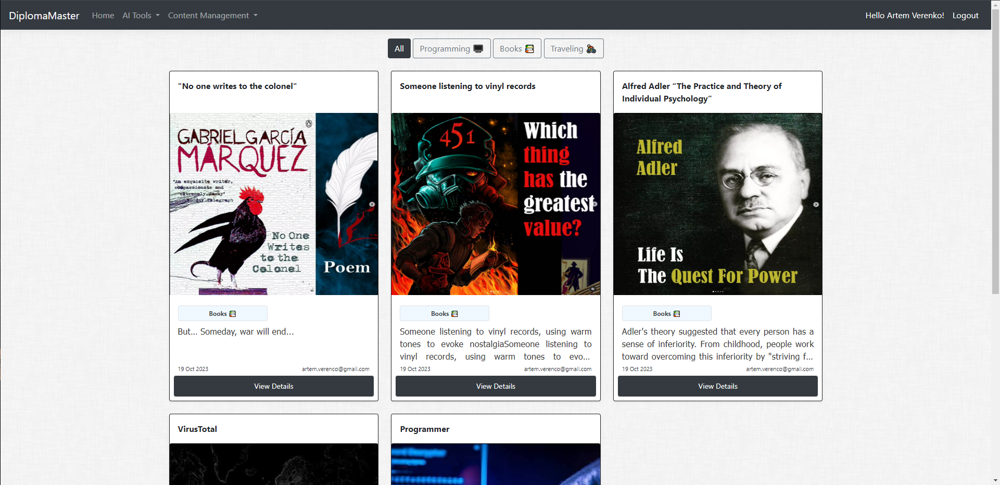 DiplomaMaster Home AI Tools Content Management Hello Artem Verenko! Logout
All Programming Books Traveling
"No one writes to the colonel"
GABRIEL GARCÍA
MÁRQUEZ
"An exquisite writer,
compassionate and
extremely funny"
Sunday Telegraph
No One
Writes
to the
Colonel
Poem
Books
But... Someday, war will end...
19 Oct 2023 artem.verenco@gmail.com
View Details
Someone listening to vinyl records
451
Which
thing
has the
greatest
value?
Books
Someone listening to vinyl records, using warm
tones to evoke nostalgiaSomeone listening to
vinyl records, using warm tones to evo...
19 Oct 2023 artem.verenco@gmail.com
View Details
Alfred Adler “The Practice and Theory of
Individual Psychology”
Alfred
Adler
Life Is
The Quest For Power
Books
Adler's theory suggested that every person has a
sense of inferiority. From childhood, people work
toward overcoming this inferiority by "striving f...
19 Oct 2023 artem.verenco@gmail.com
View Details
VirusTotal
Programmer